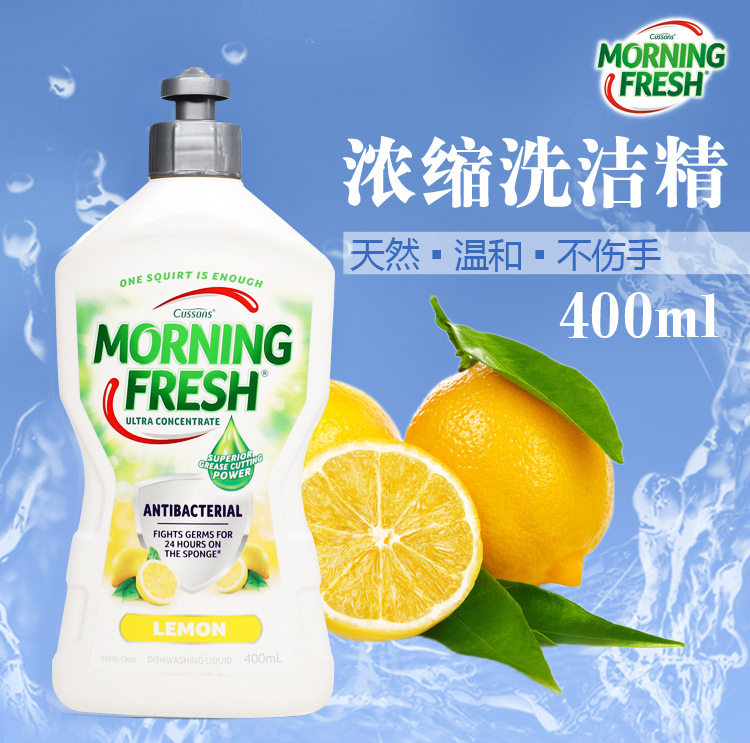 Cussons®
MORNING
FRESH®
浓缩洗洁精
天然·温和·不伤手
400ml
ONE SQUIRT IS ENOUGH
Cussons®
MORNING
FRESH®
ULTRA CONCENTRATE
SUPERIOR
GREASE CUTTING
POWER
ANTIBACTERIAL
FIGHTS GERMS FOR
24 HOURS ON
THE SPONGE#
LEMON
DISHWASHING LIQUID 400mL